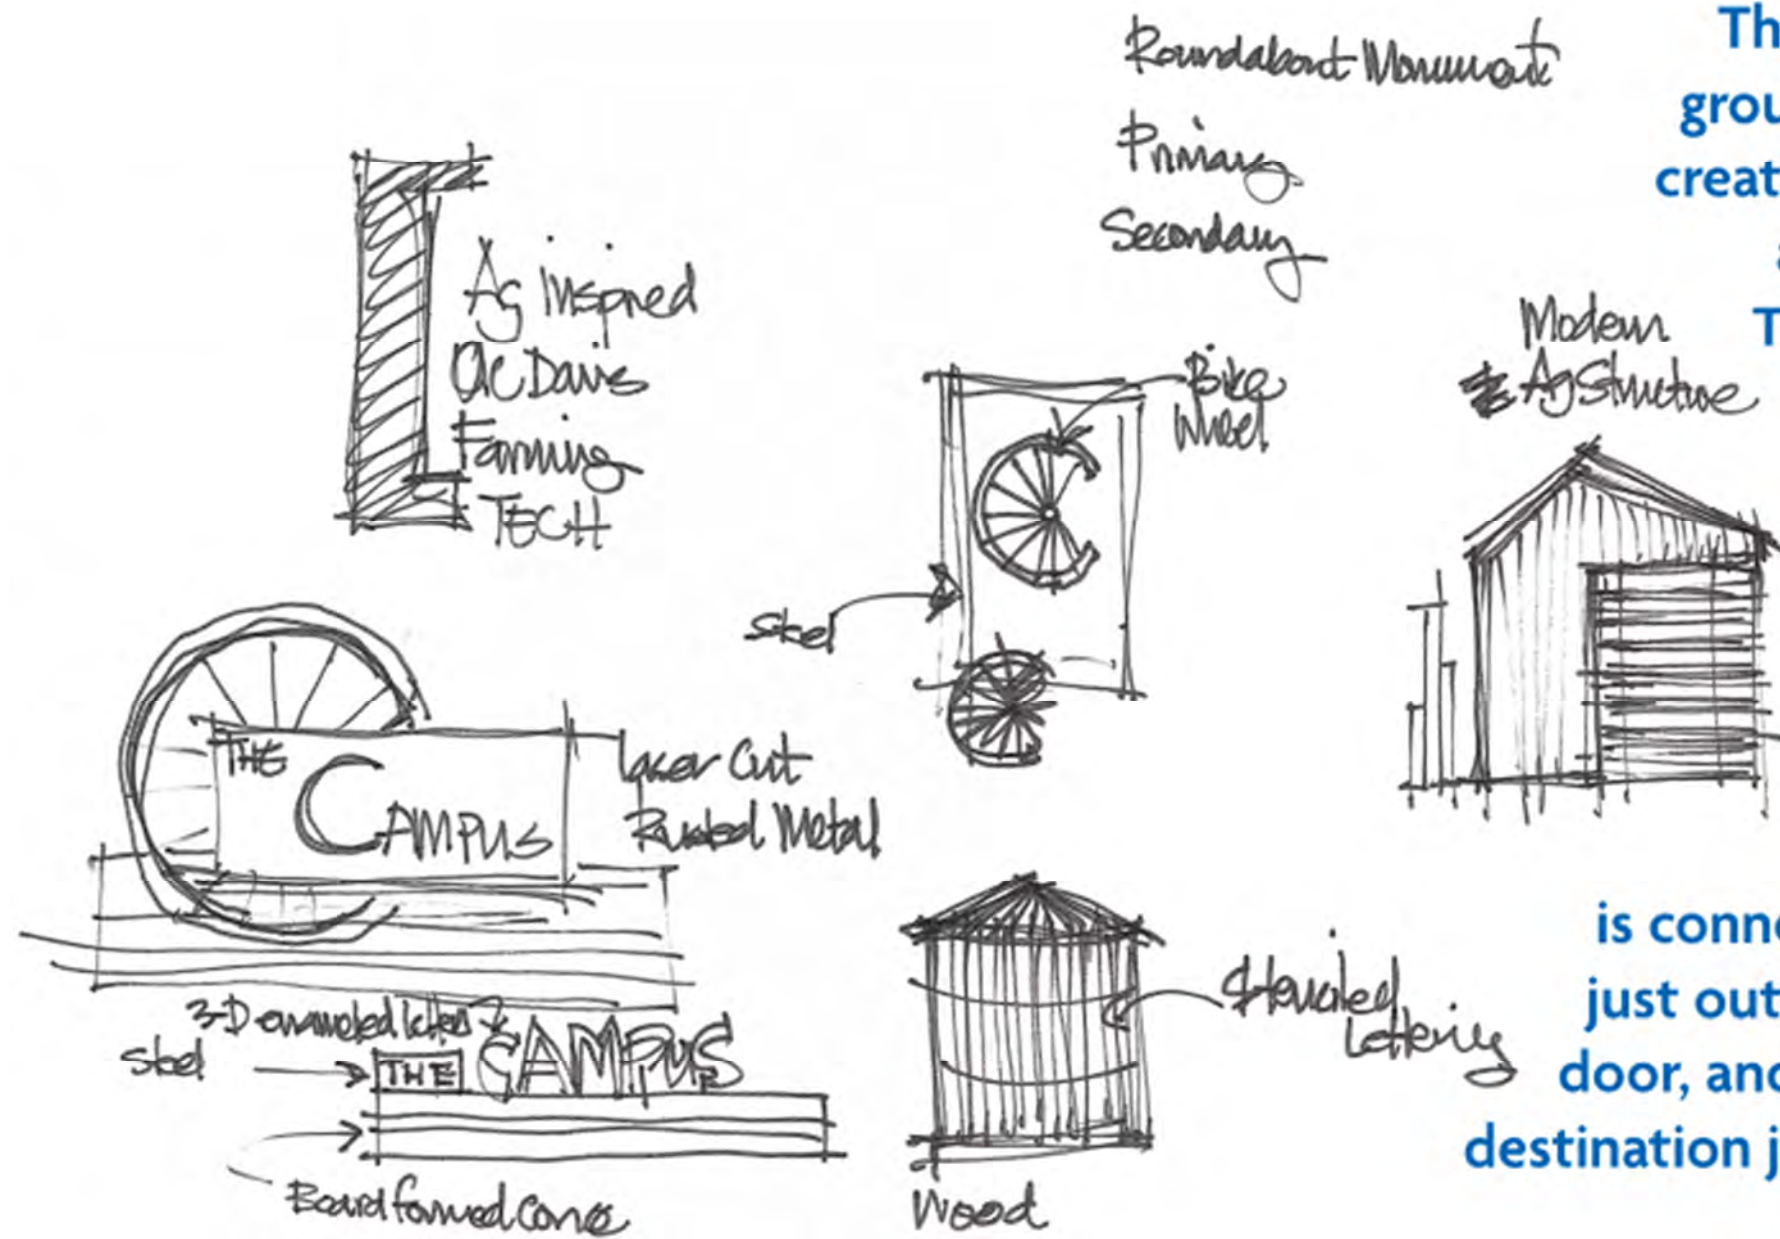 Roundabout Monument
Primary
Secondary
Ag Inspired
UC Davis
Farming
TECH
Bike
Wheel
Steel
Modern
Ag Structure
THE
CAMPUS
Laser Cut
Rusted Metal
3-D enameled letters
Steel
THE CAMPUS
Board formed conc
Stenciled
Lettering
Wood
Th
grou
creat
a
T
is conne
just out
door, and
destination j